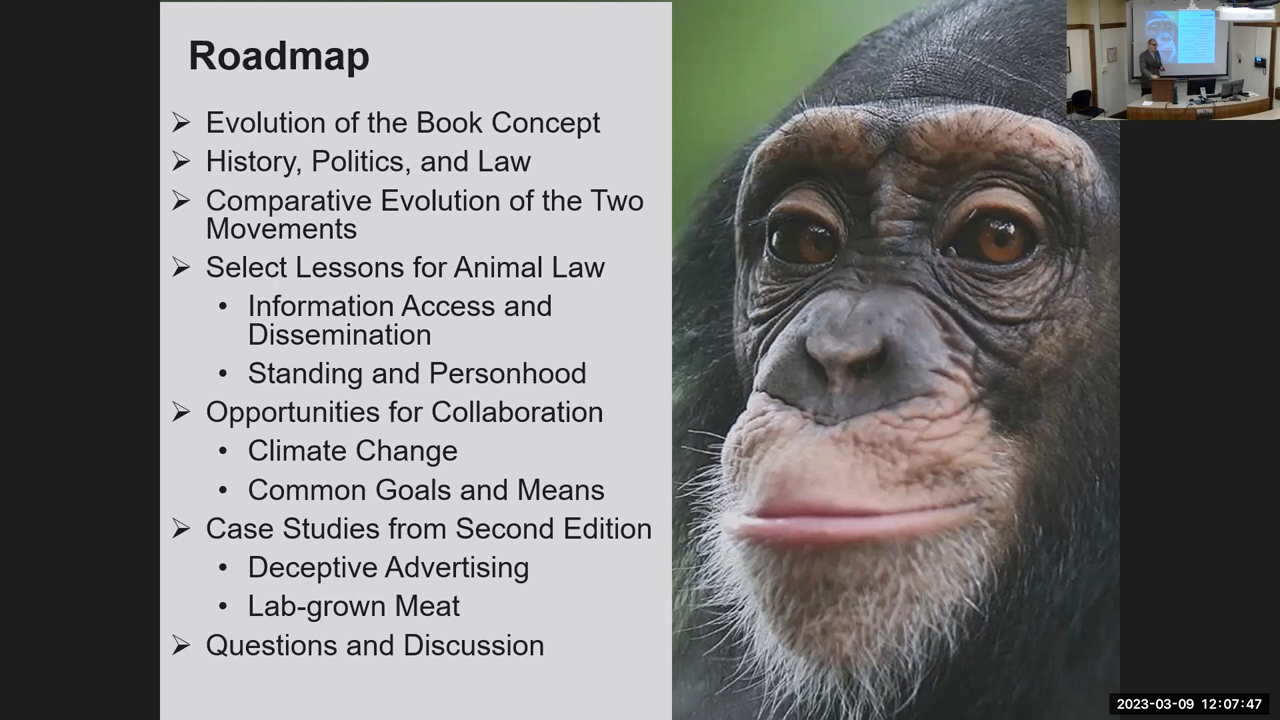 Roadmap
Evolution of the Book Concept
History, Politics, and Law
Comparative Evolution of the Two
Movements
Select Lessons for Animal Law
Information Access and
Dissemination
Standing and Personhood
Opportunities for Collaboration
Climate Change
Common Goals and Means
Case Studies from Second Edition
Deceptive Advertising
Lab-grown Meat
Questions and Discussion
2023-03-09 12:07:47